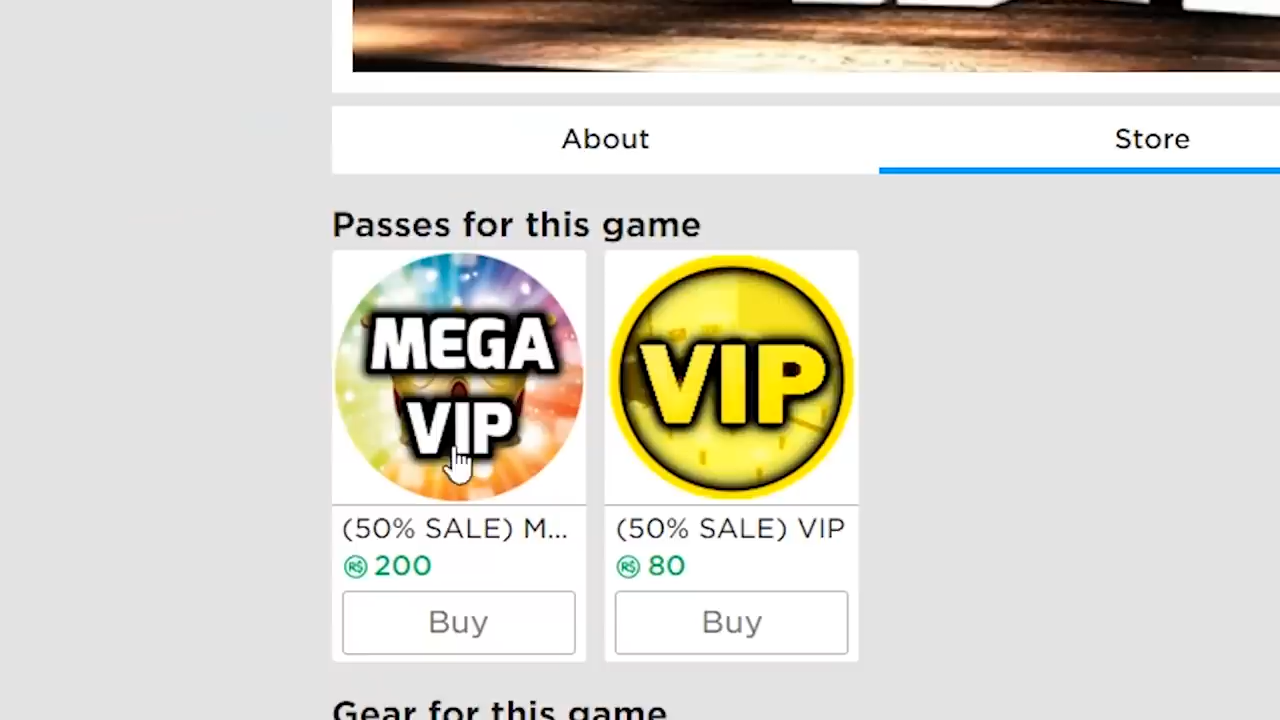 About
Store
Passes for this game
MEGA
VIP
VIP
(50% SALE) M...
(50% SALE) VIP
R$ 200
R$ 80
Buy
Buy
Gear for this game